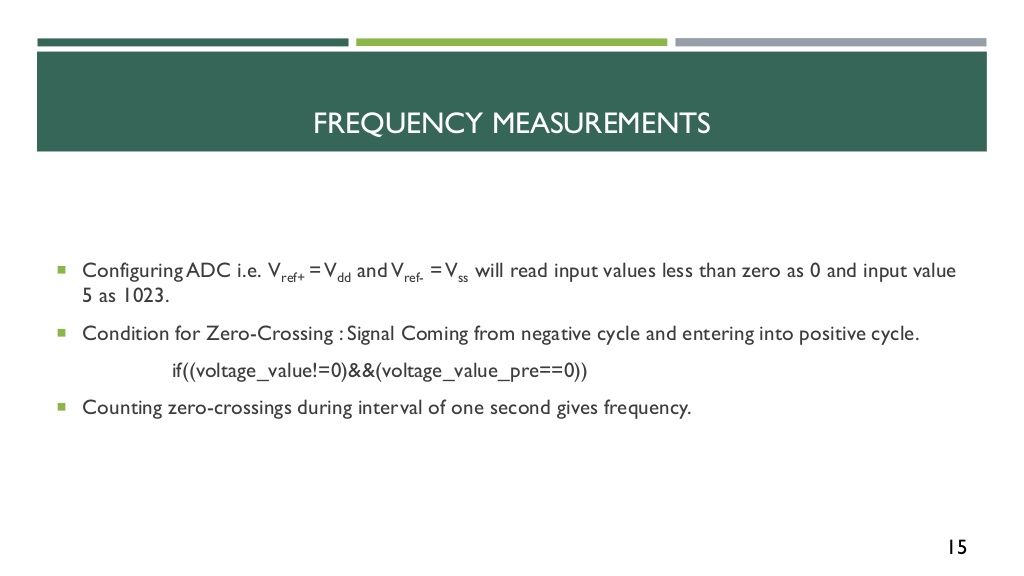 FREQUENCY MEASUREMENTS
Configuring ADC i.e. Vref+ = Vdd and Vref- = Vss will read input values less than zero as 0 and input value
5 as 1023.
Condition for Zero-Crossing : Signal Coming from negative cycle and entering into positive cycle.
if((voltage_value!=0)&&(voltage_value_pre==0))
Counting zero-crossings during interval of one second gives frequency.
15